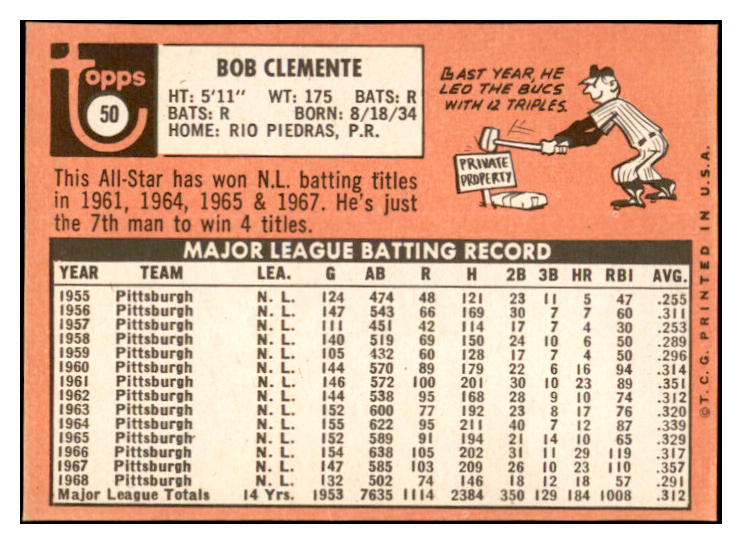 topps
50
BOB CLEMENTE
HT: 5'11" WT: 175 BATS: R
BATS: R BORN: 8/18/34
HOME: RIO PIEDRAS, P.R.
LAST YEAR, HE
LED THE BUCS
WITH 12 TRIPLES.
PRIVATE
PROPERTY
This All-Star has won N.L. batting titles
in 1961, 1964, 1965 & 1967. He's just
the 7th man to win 4 titles.
MAJOR LEAGUE BATTING RECORD
YEAR TEAM LEA. G AB R H 2B 3B HR RBI AVG.
1955 Pittsburgh N. L. 124 474 48 121 23 11 5 47 .255
1956 Pittsburgh N. L. 147 543 66 169 30 7 7 60 .311
1957 Pittsburgh N. L. 111 451 42 114 17 7 4 30 .253
1958 Pittsburgh N. L. 140 519 69 150 24 10 6 50 .289
1959 Pittsburgh N. L. 105 432 60 128 17 7 4 50 .296
1960 Pittsburgh N. L. 144 570 89 179 22 6 16 94 .314
1961 Pittsburgh N. L. 146 572 100 201 30 10 23 89 .351
1962 Pittsburgh N. L. 144 538 95 168 28 9 10 74 .312
1963 Pittsburgh N. L. 152 600 77 192 23 8 17 76 .320
1964 Pittsburgh N. L. 155 622 95 211 40 7 12 87 .339
1965 Pittsburgh N. L. 152 589 91 194 21 14 10 65 .329
1966 Pittsburgh N. L. 154 638 105 202 31 11 29 119 .317
1967 Pittsburgh N. L. 147 585 103 209 26 10 23 110 .357
1968 Pittsburgh N. L. 132 502 74 146 18 12 18 57 .291
Major League Totals 14 Yrs. 1953 7635 1114 2384 350 129 184 1008 .312
© T. C. G. PRINTED IN U.S.A.